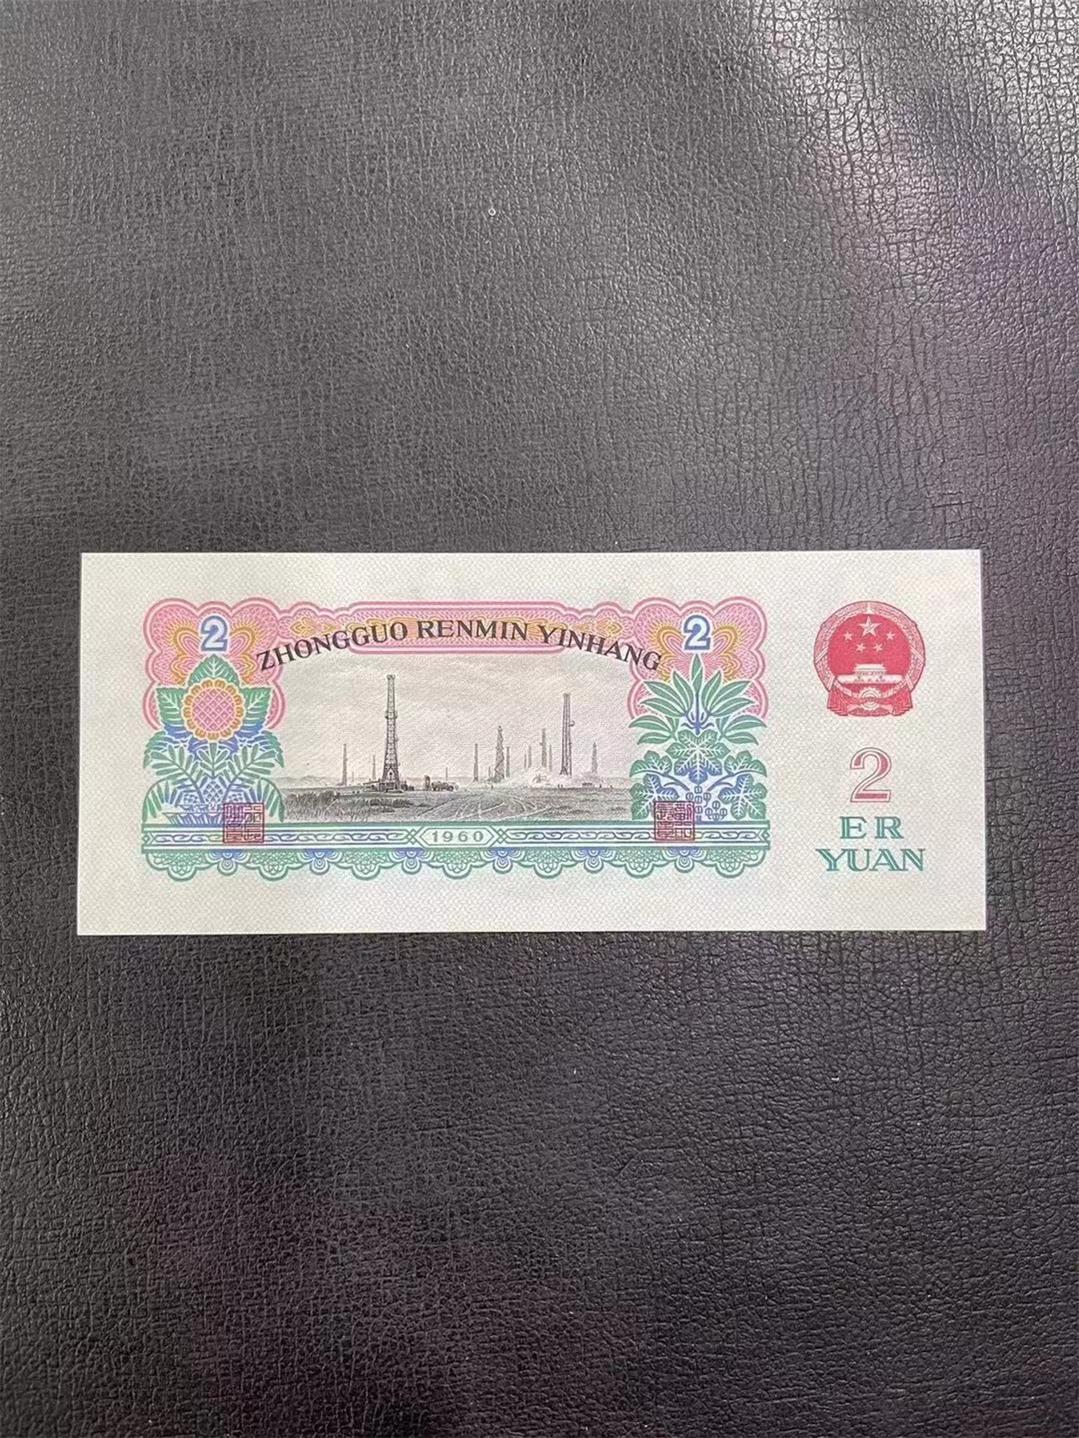 2
2
ZHONGGUO RENMIN YINHANG
1960
2
ER
YUAN